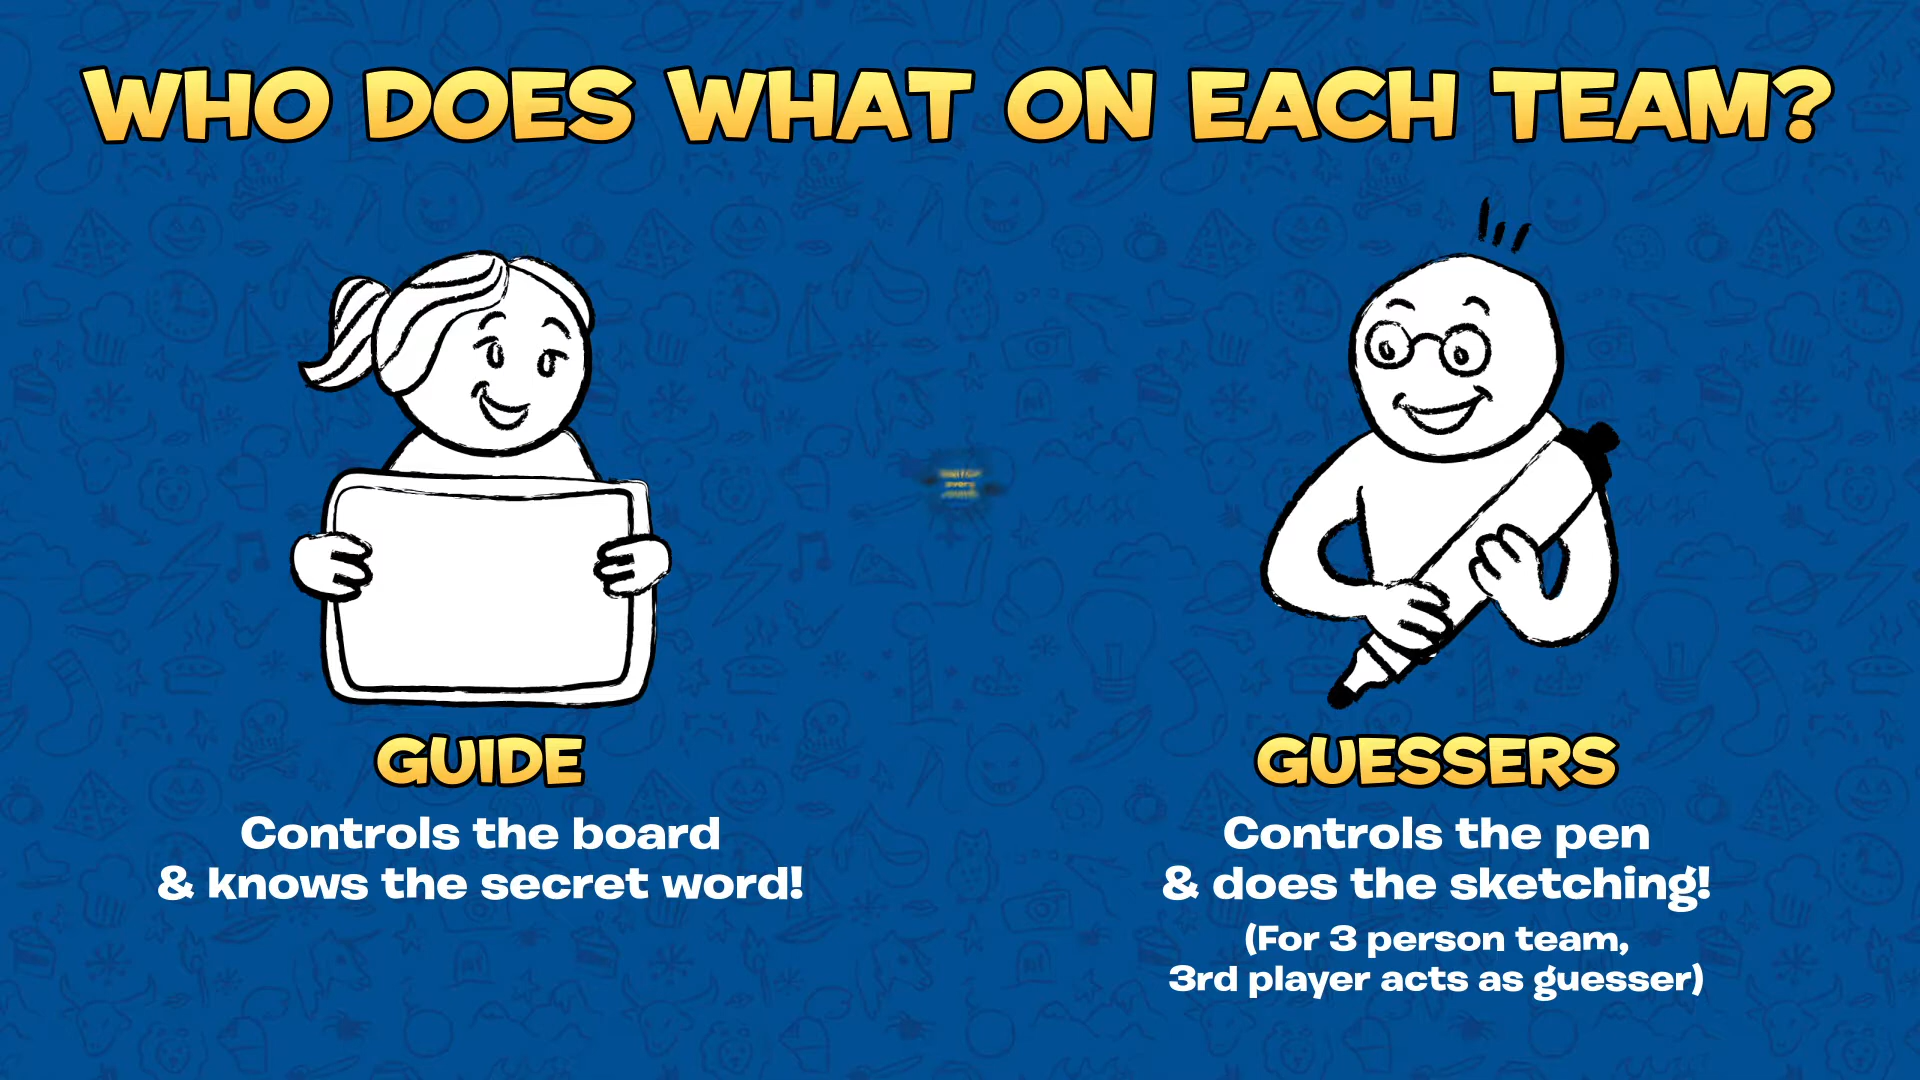 WHO DOES WHAT ON EACH TEAM?
GUIDE
Controls the board
& knows the secret word!
GUESSERS
Controls the pen
& does the sketching!
(For 3 person team,
3rd player acts as guesser)